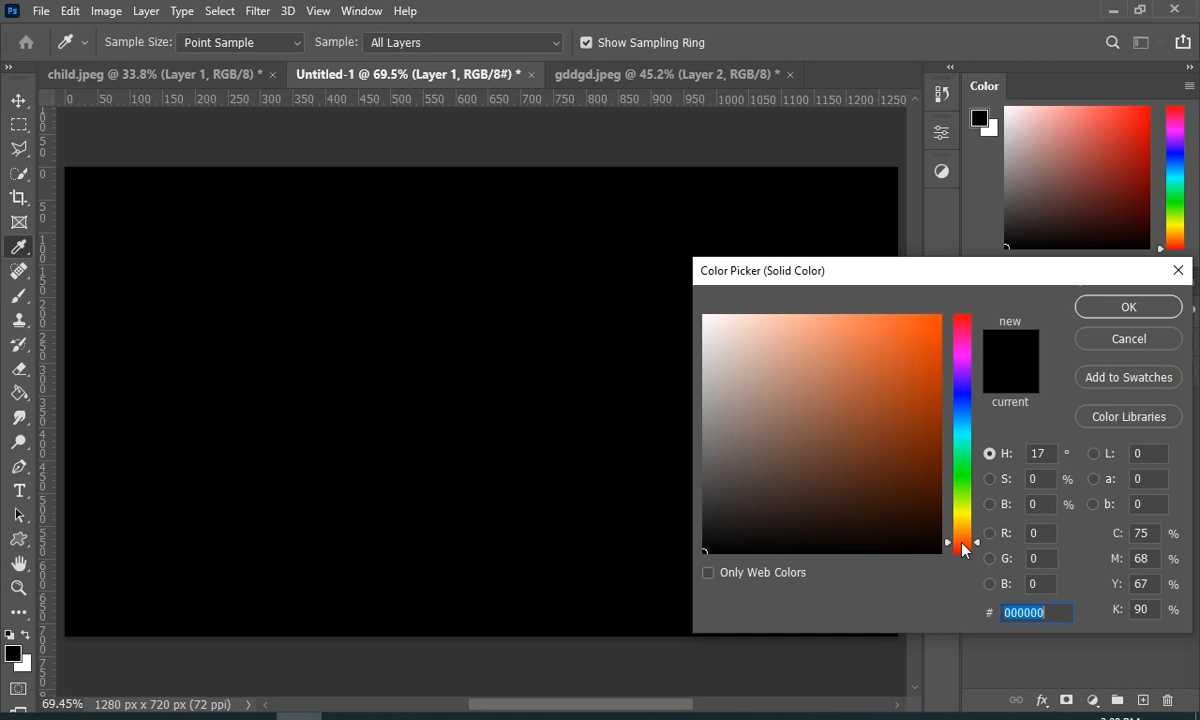 Ps File Edit Image Layer Type Select Filter 3D View Window Help
Sample Size: Point Sample Sample: All Layers Show Sampling Ring
child.jpeg @ 33.8% (Layer 1, RGB/8) * × Untitled-1 @ 69.5% (Layer 1, RGB/8#) * × gddgd.jpeg @ 45.2% (Layer 2, RGB/8*) * ×
Color
0 50 100 150 200 250 300 350 400 450 500 550 600 650 700 750 800 850 900 950 1000 1050 1100 1150 1200 1250
Color Picker (Solid Color)
new
current
OK
Cancel
Add to Swatches
Color Libraries
H: 17 ° L: 0
S: 0 % a: 0
B: 0 % b: 0
R: 0 C: 75 %
G: 0 M: 68 %
B: 0 Y: 67 %
# 000000 K: 90 %
Only Web Colors
69.45% 1280 px x 720 px (72 ppi)